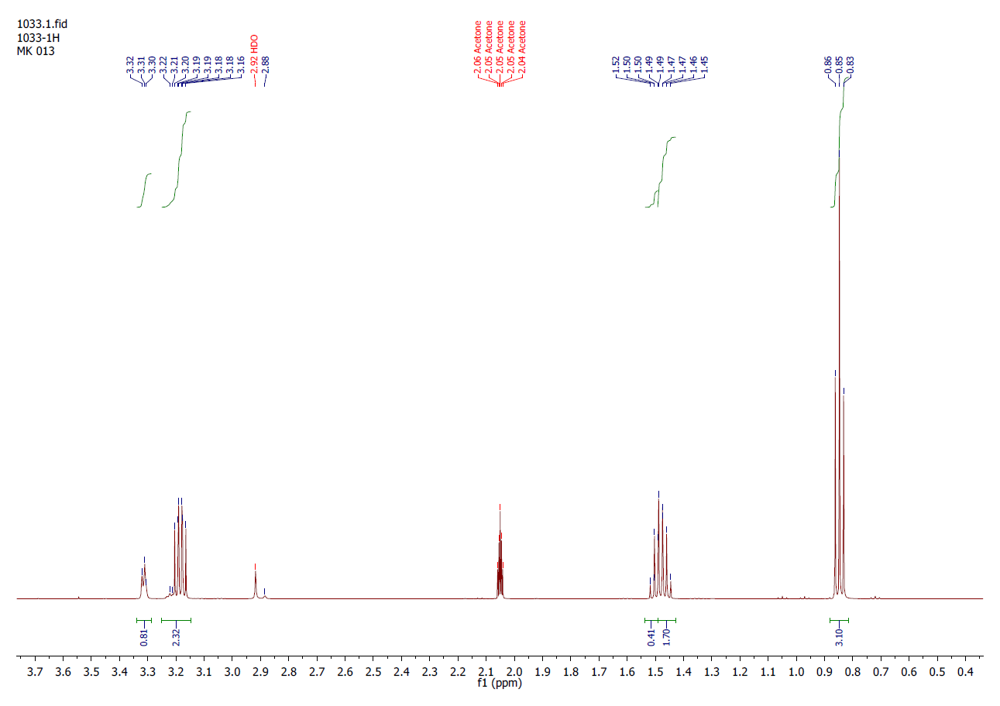 1033.1.fid
1033-1H
MK 013
3.32
3.31
3.30
3.22
3.21
3.20
3.19
3.19
3.18
3.18
3.16
2.92 HDO
2.88
2.06 Acetone
2.05 Acetone
2.05 Acetone
2.05 Acetone
2.04 Acetone
1.52
1.50
1.50
1.49
1.49
1.47
1.47
1.46
1.45
0.86
0.85
0.83
0.81
2.32
0.41
1.70
3.10
3.7 3.6 3.5 3.4 3.3 3.2 3.1 3.0 2.9 2.8 2.7 2.6 2.5 2.4 2.3 2.2 2.1 2.0 1.9 1.8 1.7 1.6 1.5 1.4 1.3 1.2 1.1 1.0 0.9 0.8 0.7 0.6 0.5 0.4
f1 (ppm)